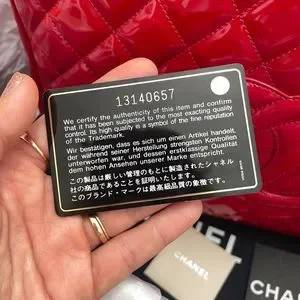 13140657
We certify the authenticity of this item and confirm
that it has been subjected to the most exacting quality
control. Its high quality is a symbol of the fine reputation
of the Trademark.
Wir bestätigen, dass es sich um einen Artikel handelt,
der während seiner Herstellung strengsten Kontrollen
unterworfen war, und dessen erstklassige Qualität
dem hohen Ansehen unserer Marke entspricht.
この製品は厳しい管理のもとに製造されたシャネル
社の商品であることを証明いたします。
このブランド・マークは最高級品の象徴です。
NEL
CHANEL
CHANEL